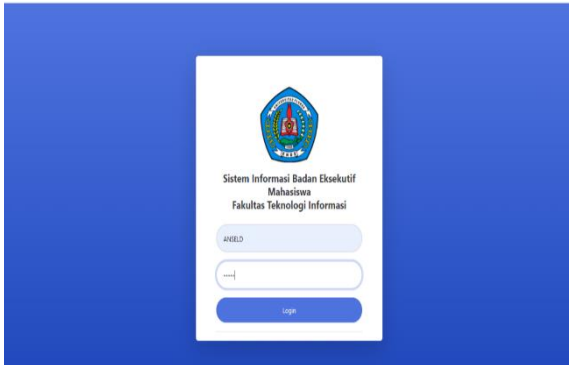 Sistem Informasi Badan Eksekutif
Mahasiswa
Fakultas Teknologi Informasi
ANSELO
Login